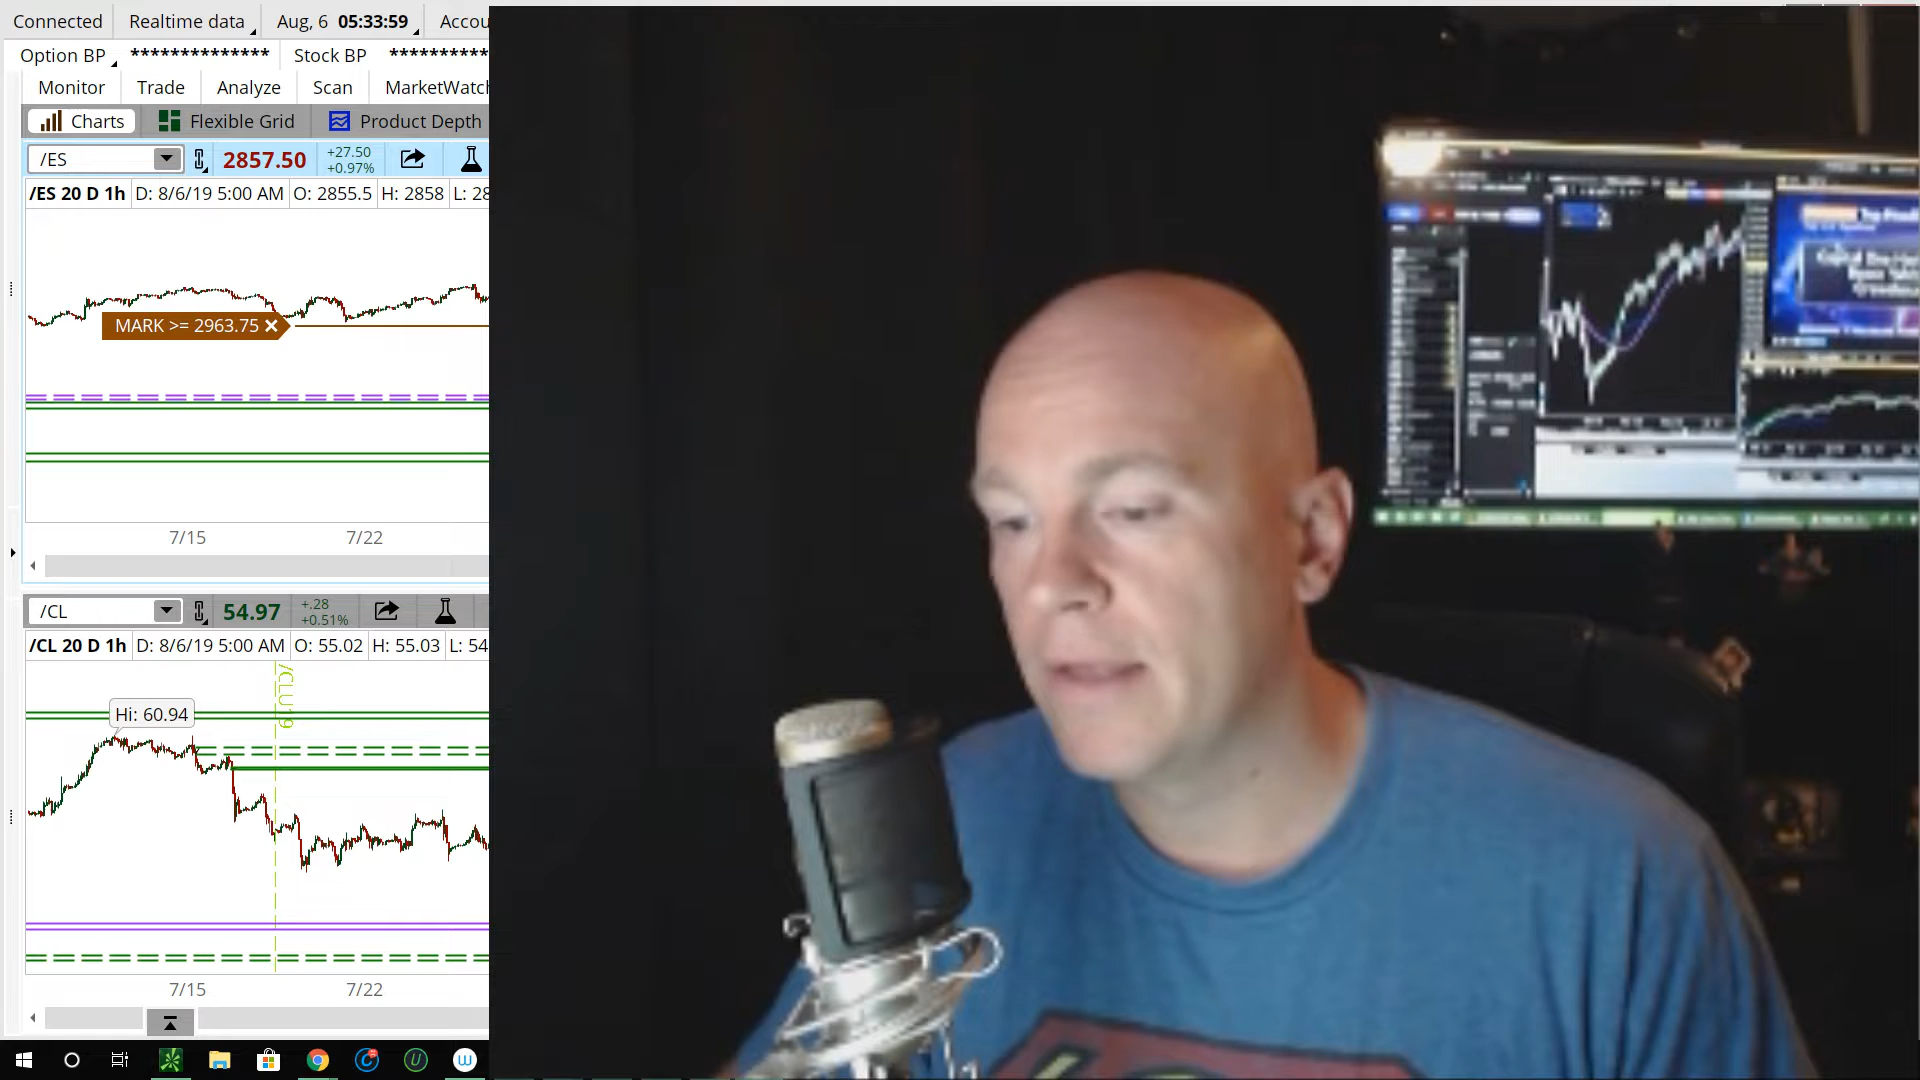 Connected Realtime data Aug, 6 05:33:59 Accou
Option BP ************** Stock BP *********
Monitor Trade Analyze Scan MarketWatc
Charts Flexible Grid Product Depth
/ES 2857.50 +27.50 +0.97%
/ES 20 D 1h D: 8/6/19 5:00 AM O: 2855.5 H: 2858 L: 28
MARK >= 2963.75
7/15 7/22
/CL 54.97 +.28 +0.51%
/CL 20 D 1h D: 8/6/19 5:00 AM O: 55.02 H: 55.03 L: 54
/CLU19
Hi: 60.94
7/15 7/22